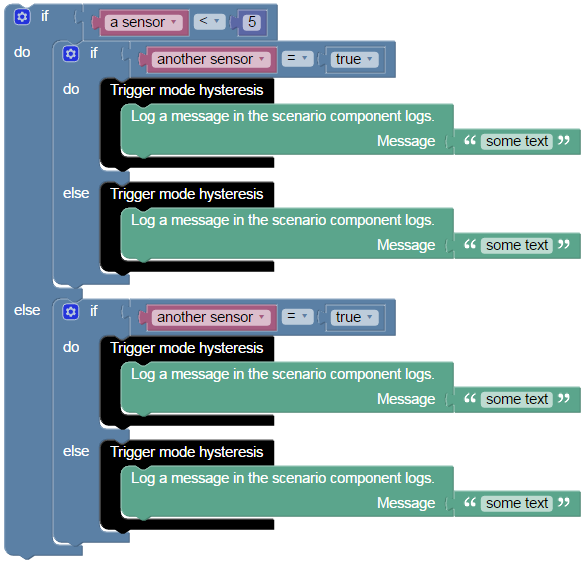 if a sensor < 5
do if another sensor = true
do Trigger mode hysteresis
Log a message in the scenario component logs.
Message “ some text ”
else Trigger mode hysteresis
Log a message in the scenario component logs.
Message “ some text ”
else if another sensor = true
do Trigger mode hysteresis
Log a message in the scenario component logs.
Message “ some text ”
else Trigger mode hysteresis
Log a message in the scenario component logs.
Message “ some text ”